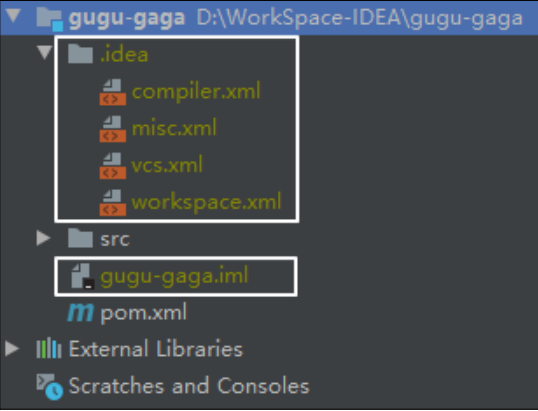 gugu-gaga D:\WorkSpace-IDEA\gugu-gaga
.idea
compiler.xml
misc.xml
vcs.xml
workspace.xml
src
gugu-gaga.iml
m pom.xml
External Libraries
Scratches and Consoles